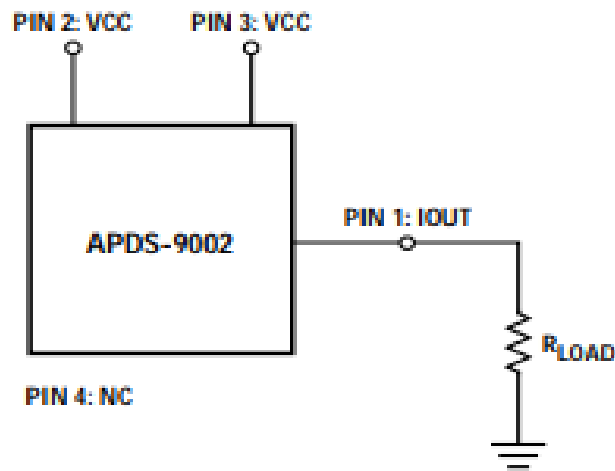 PIN 2: VCC
PIN 3: VCC
APDS-9002
PIN 1: IOUT
RLOAD
PIN 4: NC